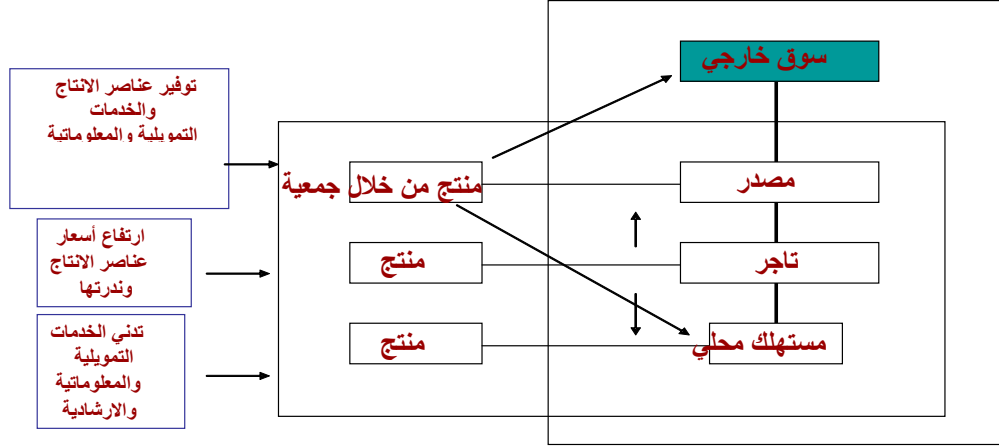 سوق خارجي
توفير عناصر الانتاج
والخدمات
التمويلية والمعلوماتية
منتج من خلال جمعية
مصدر
ارتفاع أسعار
عناصر الانتاج
وندرتها
منتج
تاجر
تدني الخدمات
التمويلية
والمعلوماتية
والارشادية
منتج
مستهلك محلي